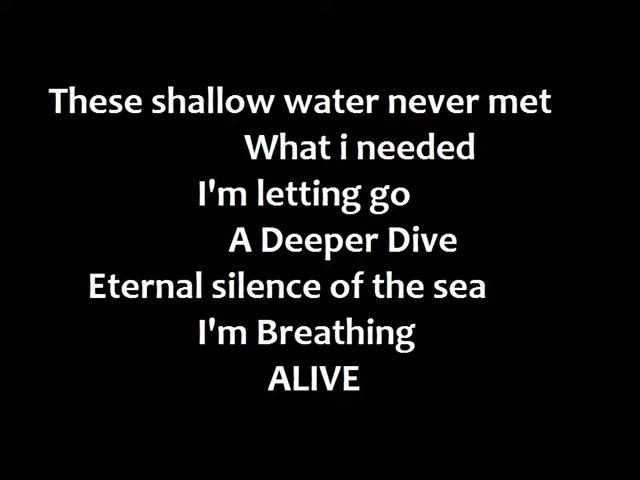 These shallow water never met
What i needed
I'm letting go
A Deeper Dive
Eternal silence of the sea
I'm Breathing
ALIVE